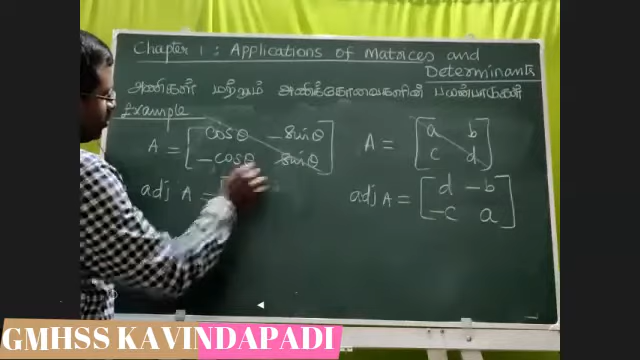 Chapter 1 : Applications of Matrices and
Determinants
அணிகள் மற்றும் அணிக்கோவைகளின் பயன்பாடுகள்
Example
A = [ cosθ -sinθ
-cosθ sinθ ]
A = [ a b
c d ]
adj A =
adj A = [ d -b
-c a ]
GMHSS KAVINDAPADI